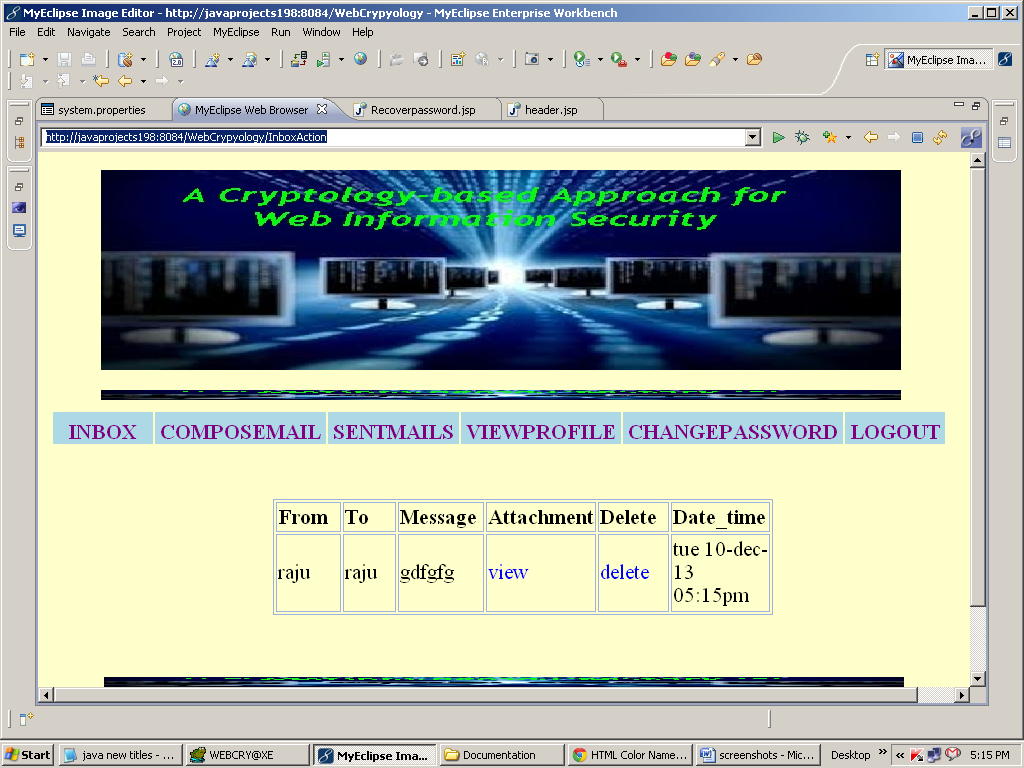 MyEclipse Image Editor - http://javaprojects198:8084/WebCrypyology - MyEclipse Enterprise Workbench
File Edit Navigate Search Project MyEclipse Run Window Help
MyEclipse Ima...
system.properties MyEclipse Web Browser Recoverpassword.jsp header.jsp
http://javaprojects198:8084/WebCrypyology/InboxAction
A Cryptology-based Approach for
Web Information Security
INBOX COMPOSEMAIL SENTMAILS VIEWPROFILE CHANGEPASSWORD LOGOUT
From To Message Attachment Delete Date_time
raju raju gdfgfg view delete tue 10-dec-
13
05:15pm
Start java new titles - ... WEBCRY@XE MyEclipse Ima... Documentation HTML Color Name... screenshots - Mic... Desktop » « 5:15 PM